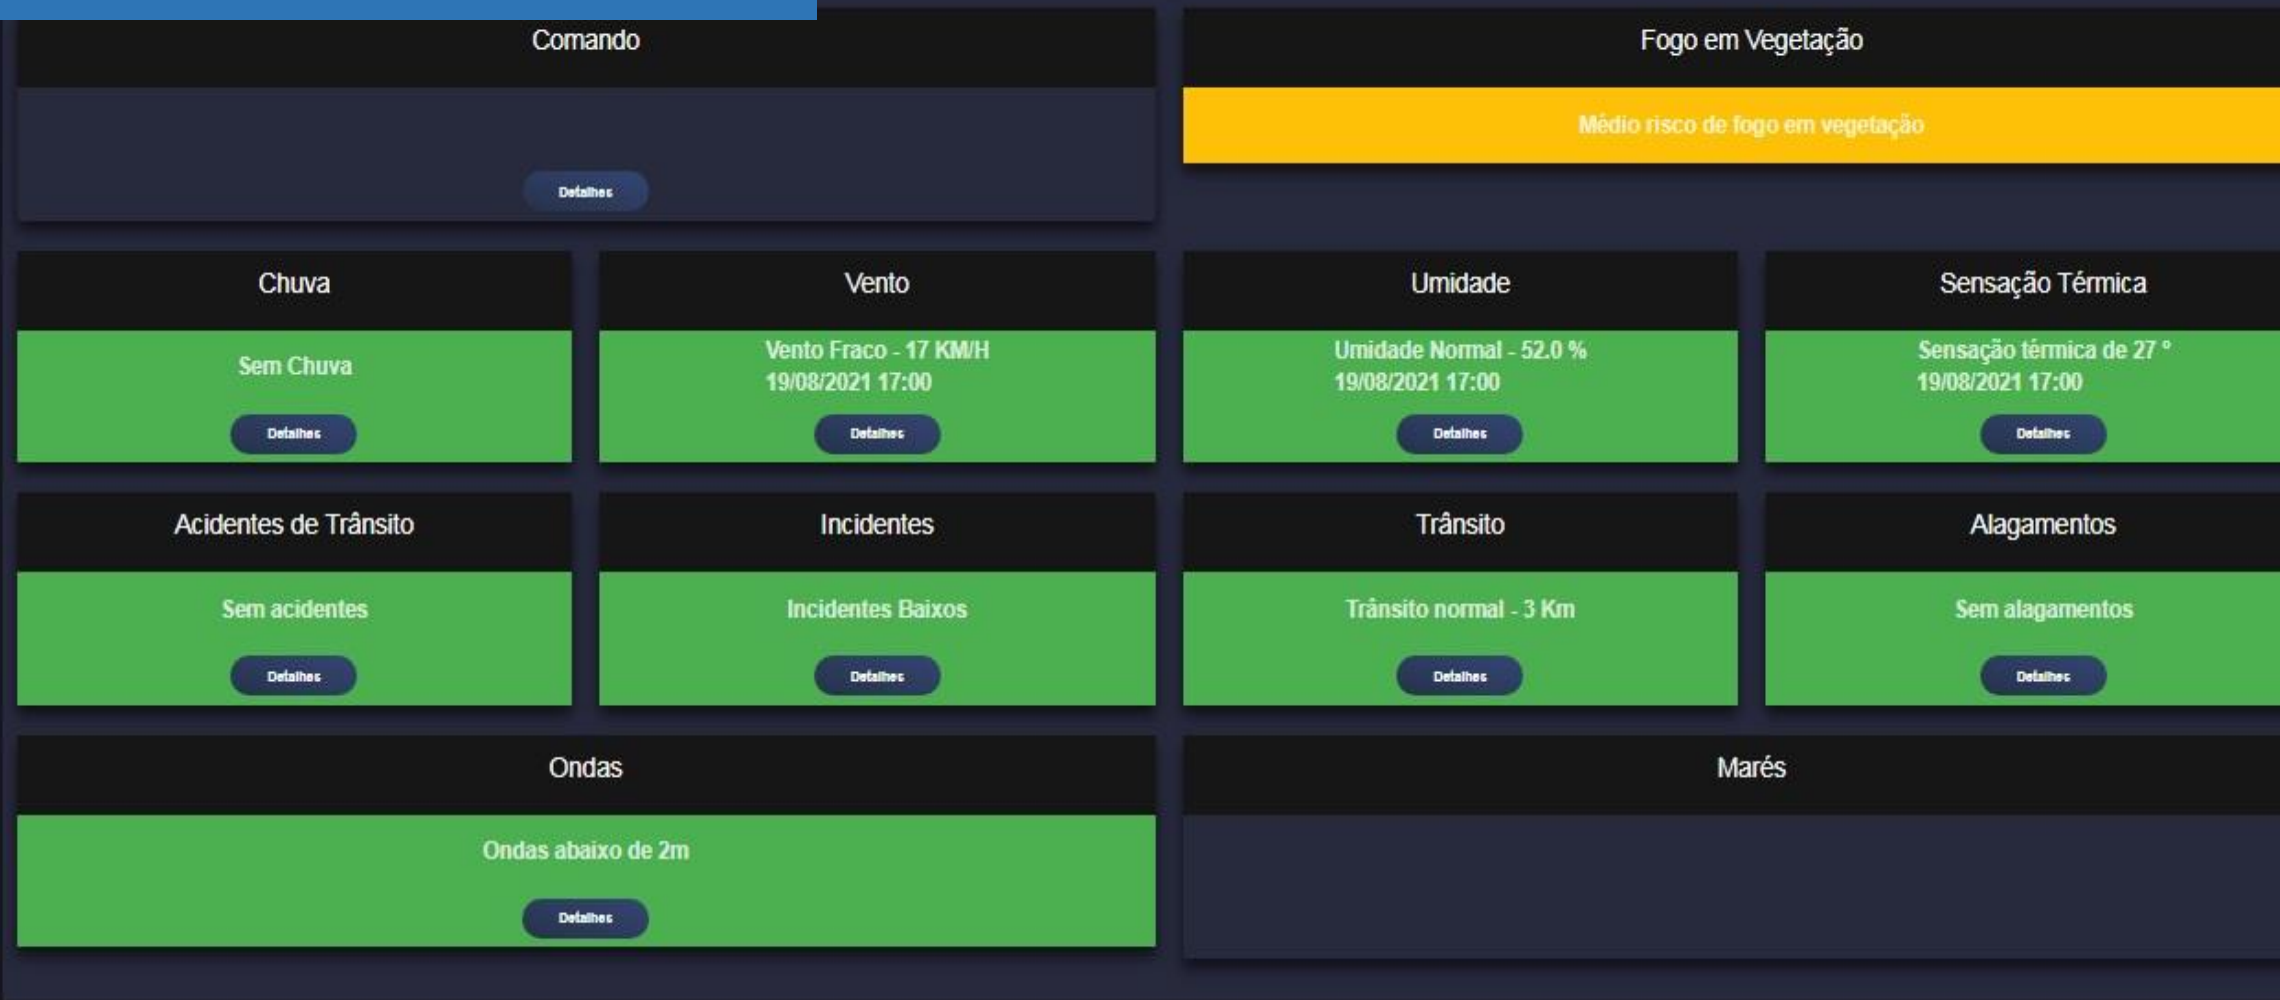 Comando
Fogo em Vegetação
Médio risco de fogo em vegetação
Detalhes
Chuva
Vento
Umidade
Sensação Térmica
Sem Chuva
Vento Fraco - 17 KM/H
19/08/2021 17:00
Umidade Normal - 52.0 %
19/08/2021 17:00
Sensação térmica de 27 °
19/08/2021 17:00
Detalhes
Detalhes
Detalhes
Detalhes
Acidentes de Trânsito
Incidentes
Trânsito
Alagamentos
Sem acidentes
Incidentes Baixos
Trânsito normal - 3 Km
Sem alagamentos
Detalhes
Detalhes
Detalhes
Detalhes
Ondas
Marés
Ondas abaixo de 2m
Detalhes